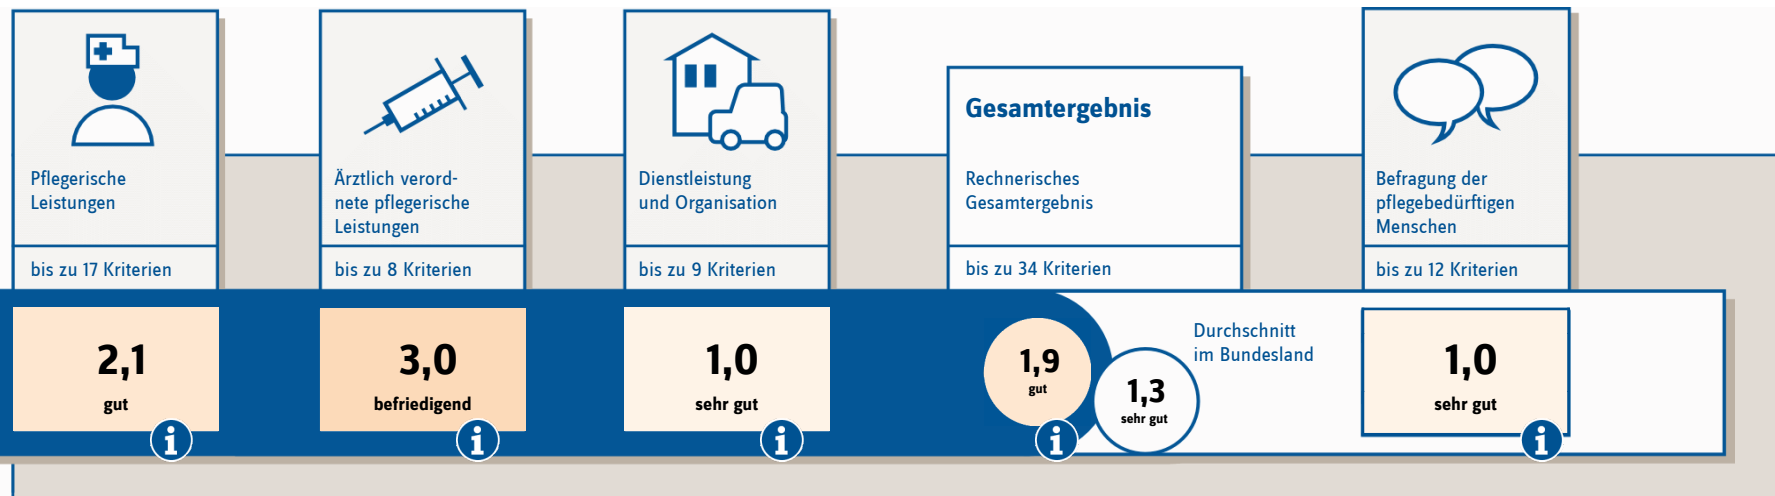 Pflegerische
Leistungen
bis zu 17 Kriterien
2,1
gut
i
Ärztlich verord-
nete pflegerische
Leistungen
bis zu 8 Kriterien
3,0
befriedigend
i
Dienstleistung
und Organisation
bis zu 9 Kriterien
1,0
sehr gut
i
Gesamtergebnis
Rechnerisches
Gesamtergebnis
bis zu 34 Kriterien
1,9
gut
i
Durchschnitt
im Bundesland
1,3
sehr gut
Befragung der
pflegebedürftigen
Menschen
bis zu 12 Kriterien
1,0
sehr gut
i